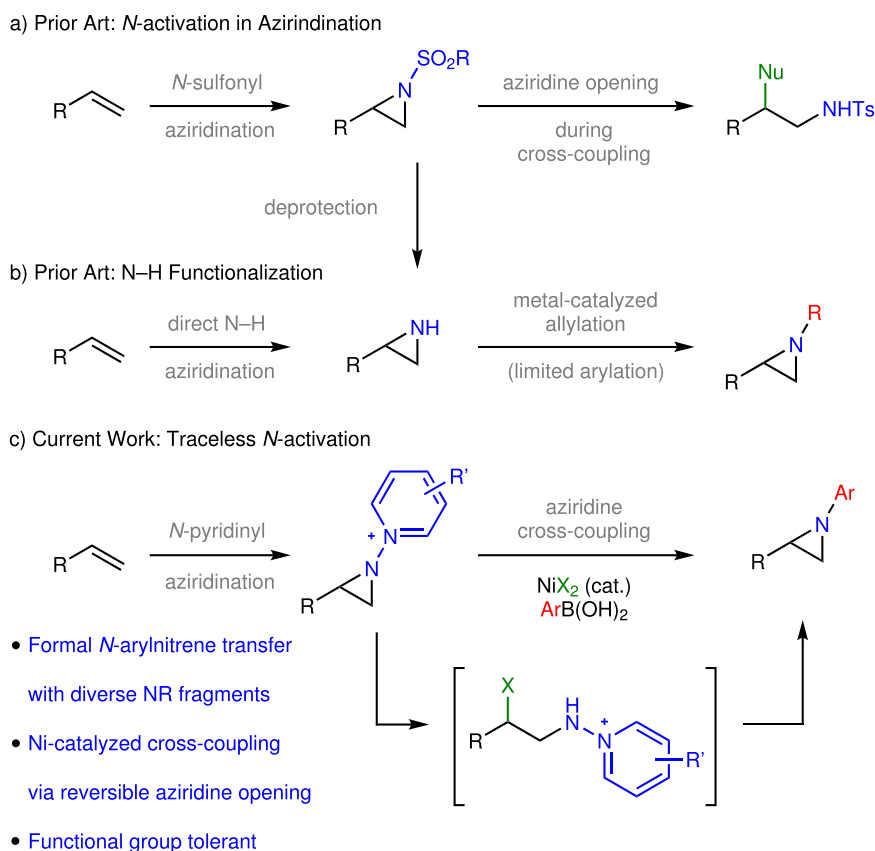 a) Prior Art: N-activation in Azirindination
R
N-sulfonyl
aziridination
R
N
SO2R
aziridine opening
during
cross-coupling
Nu
R
NHTs
deprotection
b) Prior Art: N–H Functionalization
R
direct N–H
aziridination
R
NH
metal-catalyzed
allylation
(limited arylation)
R
N
R
c) Current Work: Traceless N-activation
R
N-pyridinyl
aziridination
R'
+
N
N
R
aziridine
cross-coupling
NiX2 (cat.)
ArB(OH)2
Ar
N
R
• Formal N-arylnitrene transfer
with diverse NR fragments
• Ni-catalyzed cross-coupling
via reversible aziridine opening
• Functional group tolerant
X
R
H
N
+
N
R'